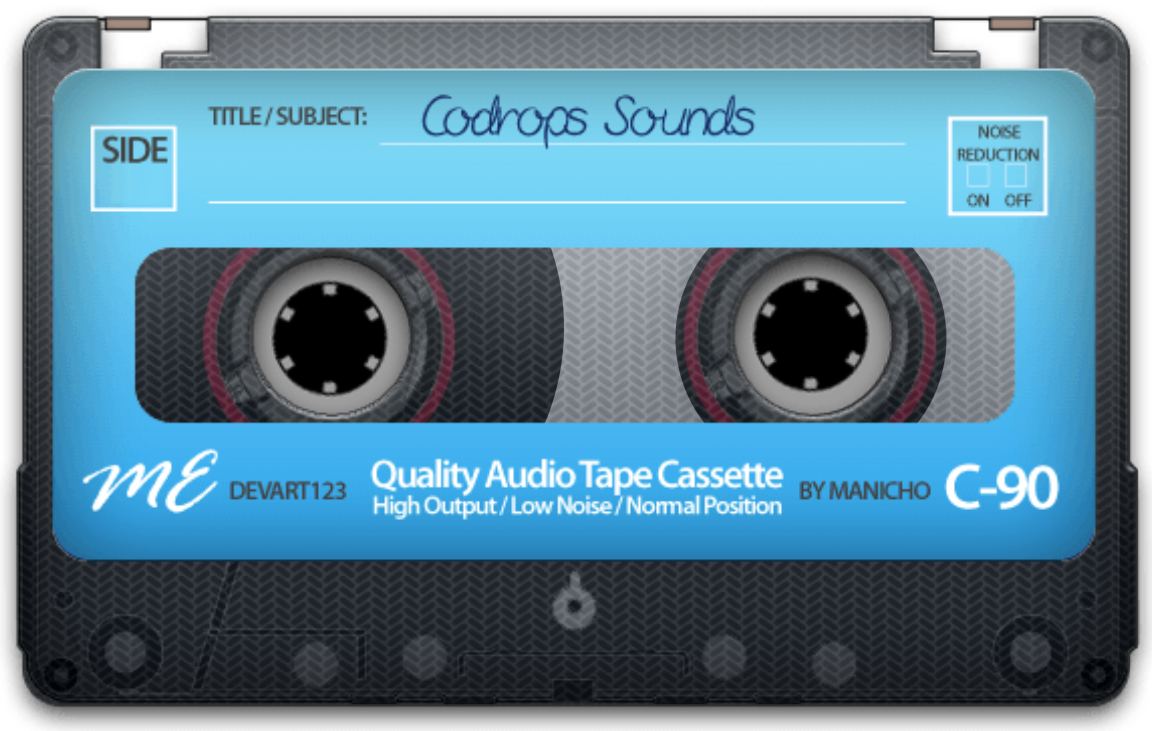 TITLE / SUBJECT: Codrops Sounds
SIDE
NOISE
REDUCTION
ON OFF
ME DEVART123
Quality Audio Tape Cassette
High Output / Low Noise / Normal Position
BY MANICHO
C-90